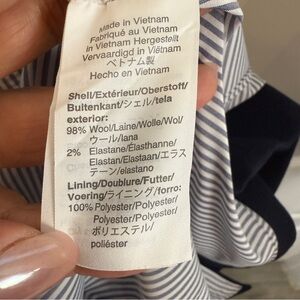 Made in Vietnam
Fabriqué au Vietnam
in Vietnam Hergestellt
Vervaardigd in Vietnam
ベトナム製
Hecho en Vietnam
Shell/Extérieur/Oberstoff/
Buitenkant/シェル/tela
exterior:
98% Wool/Laine/Wolle/Wol/
ウール/lana
2% Elastane/Élasthanne/
Elastan/Elastaan/エラス
テーン/elastano
Lining/Doublure/Futter/
Voering/ライニング/forro:
100% Polyester/Polyester/
Polyester/Polyester/
ポリエステル/
poliéster